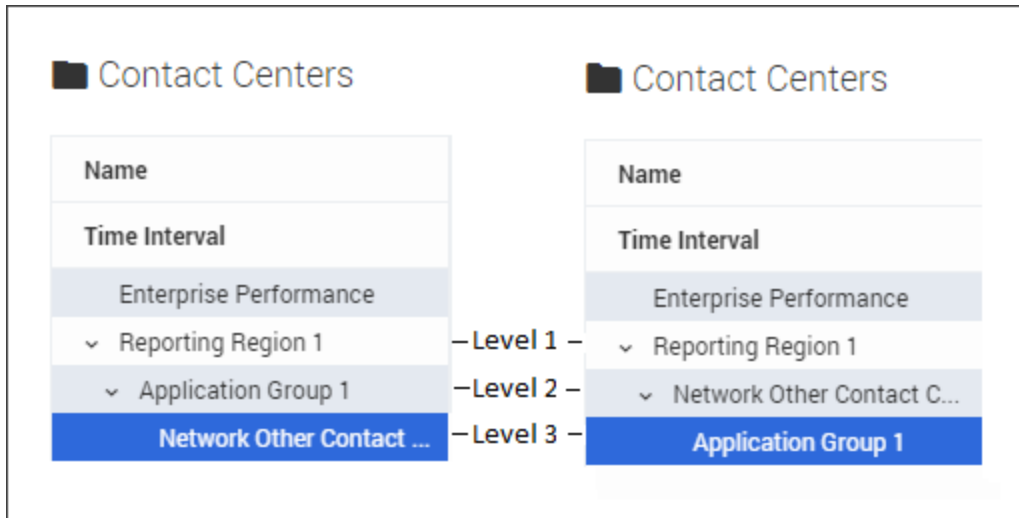 Contact Centers
Name
Time Interval
Enterprise Performance
Reporting Region 1
Application Group 1
Network Other Contact ...
Level 1
Level 2
Level 3
Contact Centers
Name
Time Interval
Enterprise Performance
Reporting Region 1
Network Other Contact C...
Application Group 1